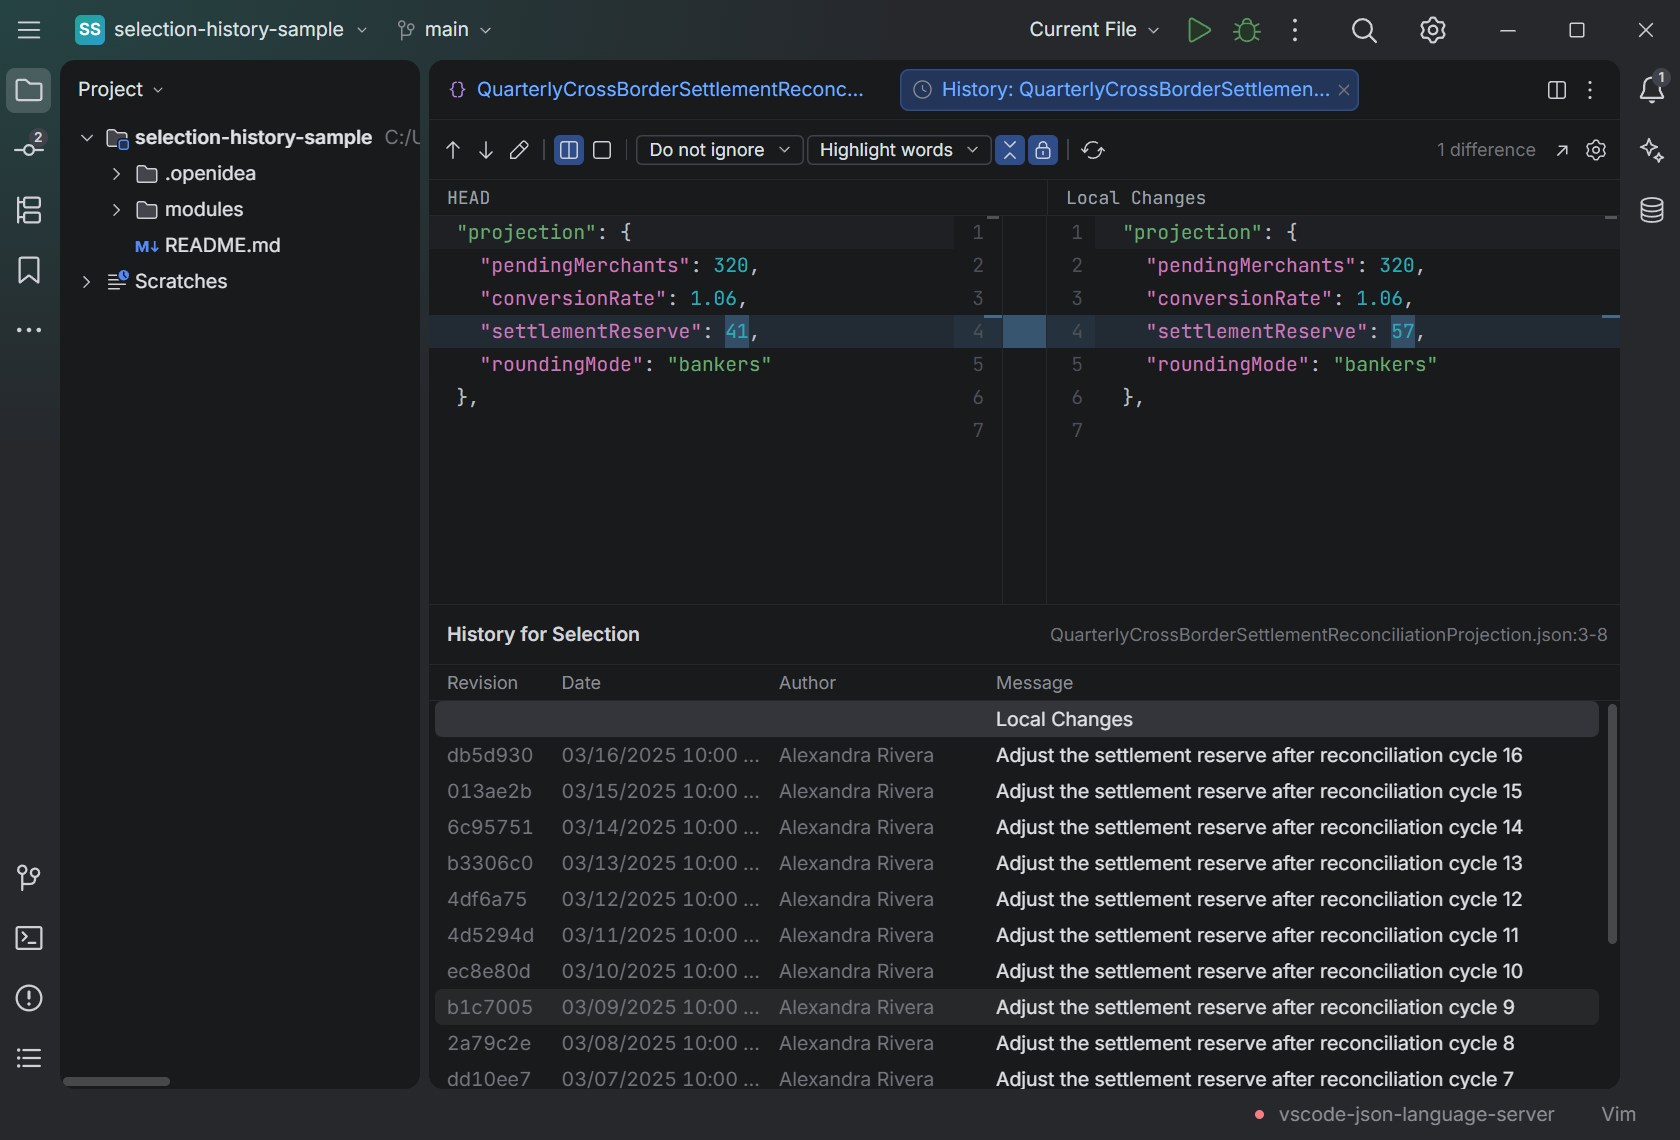 SS selection-history-sample main Current File
Project
QuarterlyCrossBorderSettlementReconc...
History: QuarterlyCrossBorderSettlemen...
1
2
selection-history-sample C:/U
.openidea
modules
M↓ README.md
Scratches
Do not ignore Highlight words 1 difference
HEAD Local Changes
"projection": { 1 1 "projection": {
"pendingMerchants": 320, 2 2 "pendingMerchants": 320,
"conversionRate": 1.06, 3 3 "conversionRate": 1.06,
"settlementReserve": 41, 4 4 "settlementReserve": 57,
"roundingMode": "bankers" 5 5 "roundingMode": "bankers"
}, 6 6 },
7 7
History for Selection QuarterlyCrossBorderSettlementReconciliationProjection.json:3-8
Revision Date Author Message
Local Changes
db5d930 03/16/2025 10:00 ... Alexandra Rivera Adjust the settlement reserve after reconciliation cycle 16
013ae2b 03/15/2025 10:00 ... Alexandra Rivera Adjust the settlement reserve after reconciliation cycle 15
6c95751 03/14/2025 10:00 ... Alexandra Rivera Adjust the settlement reserve after reconciliation cycle 14
b3306c0 03/13/2025 10:00 ... Alexandra Rivera Adjust the settlement reserve after reconciliation cycle 13
4df6a75 03/12/2025 10:00 ... Alexandra Rivera Adjust the settlement reserve after reconciliation cycle 12
4d5294d 03/11/2025 10:00 ... Alexandra Rivera Adjust the settlement reserve after reconciliation cycle 11
ec8e80d 03/10/2025 10:00 ... Alexandra Rivera Adjust the settlement reserve after reconciliation cycle 10
b1c7005 03/09/2025 10:00 ... Alexandra Rivera Adjust the settlement reserve after reconciliation cycle 9
2a79c2e 03/08/2025 10:00 ... Alexandra Rivera Adjust the settlement reserve after reconciliation cycle 8
dd10ee7 03/07/2025 10:00 ... Alexandra Rivera Adjust the settlement reserve after reconciliation cycle 7
vscode-json-language-server Vim